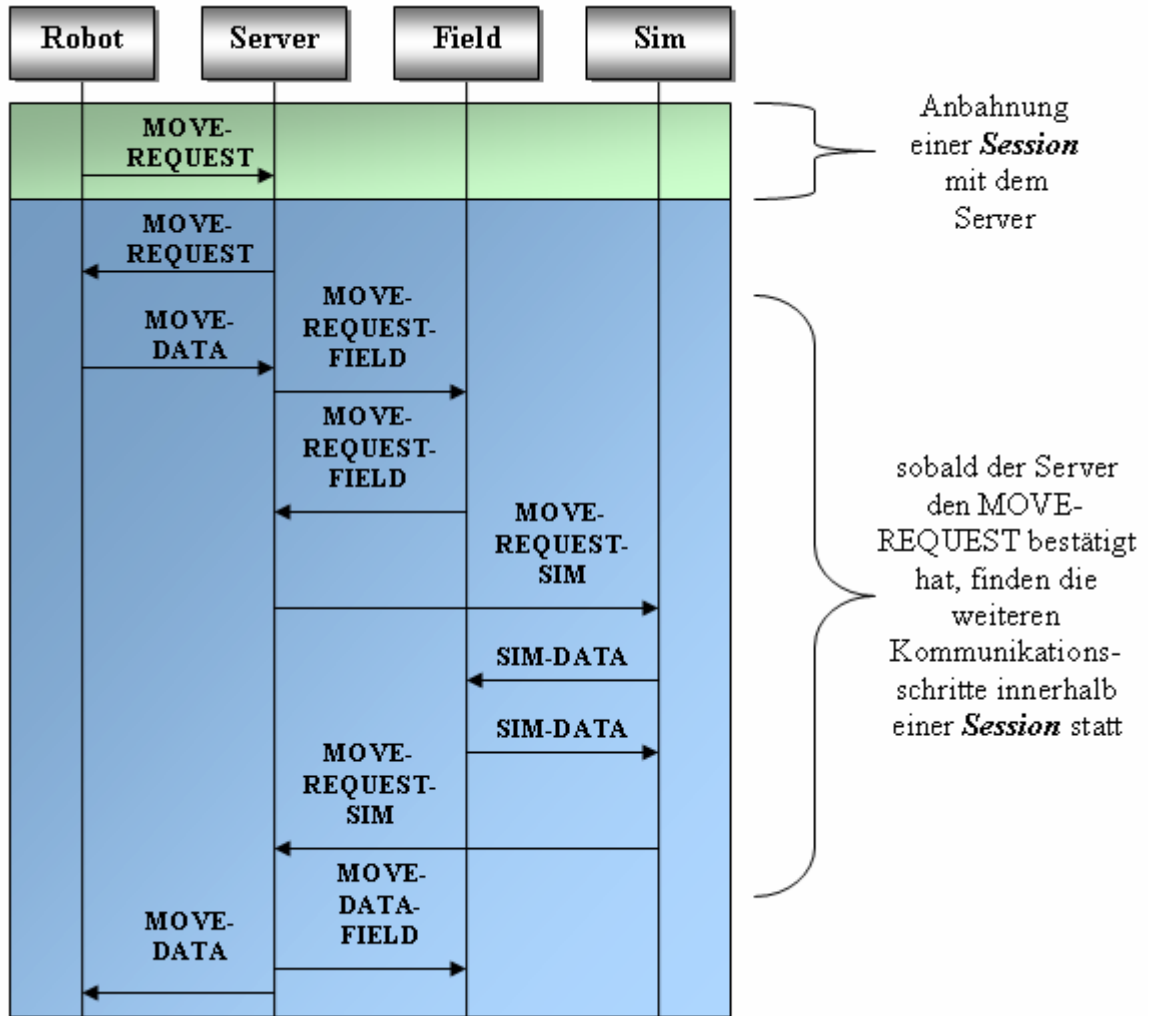 Robot Server Field Sim
MOVE-
REQUEST
Anbahnung
einer Session
mit dem
Server
MOVE-
REQUEST
MOVE-
DATA
MOVE-
REQUEST-
FIELD
MOVE-
REQUEST-
FIELD
MOVE-
REQUEST-
SIM
SIM-DATA
SIM-DATA
MOVE-
REQUEST-
SIM
MOVE-
DATA-
FIELD
MOVE-
DATA
sobald der Server
den MOVE-
REQUEST bestätigt
hat, finden die
weiteren
Kommunikations-
schritte innerhalb
einer Session statt